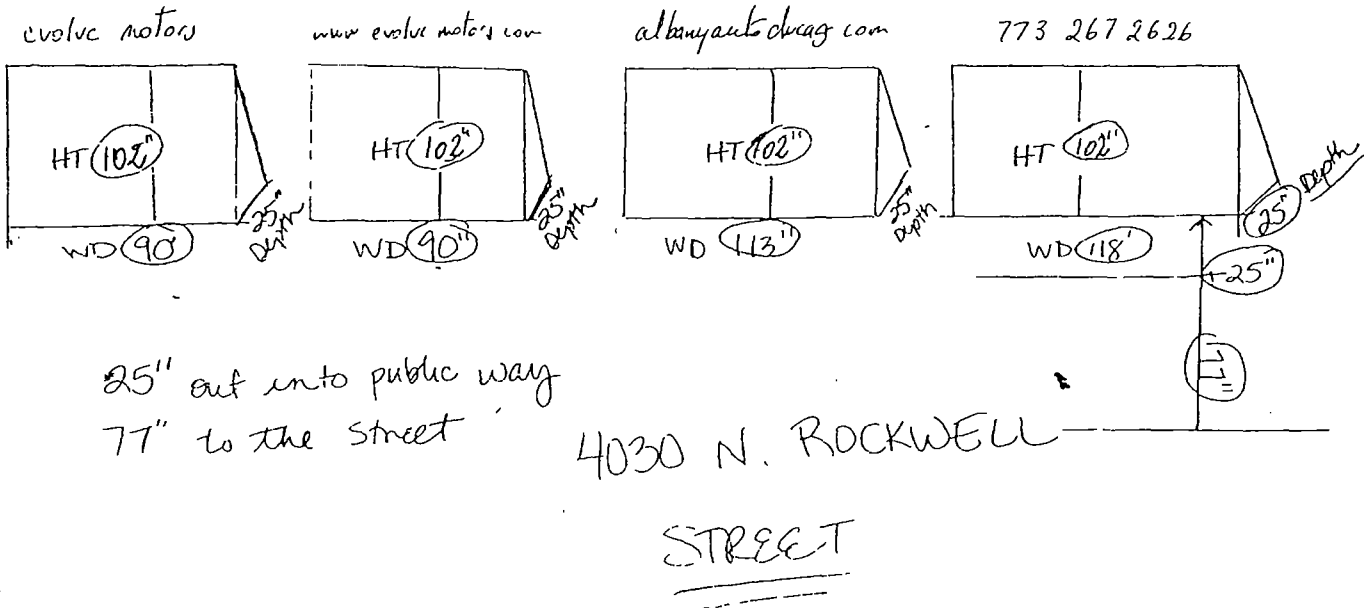 evolve motors
www evolve motors com
albanyautochicag com
773 267 2626
HT 102"
HT 102"
HT 102"
HT 102"
25" Depth
25" Depth
25" Depth
25" Depth
WD 90'
WD 90"
WD 113"
WD 118'
25"
77"
25" out into public way
77" to the street
4030 N. ROCKWELL
STREET